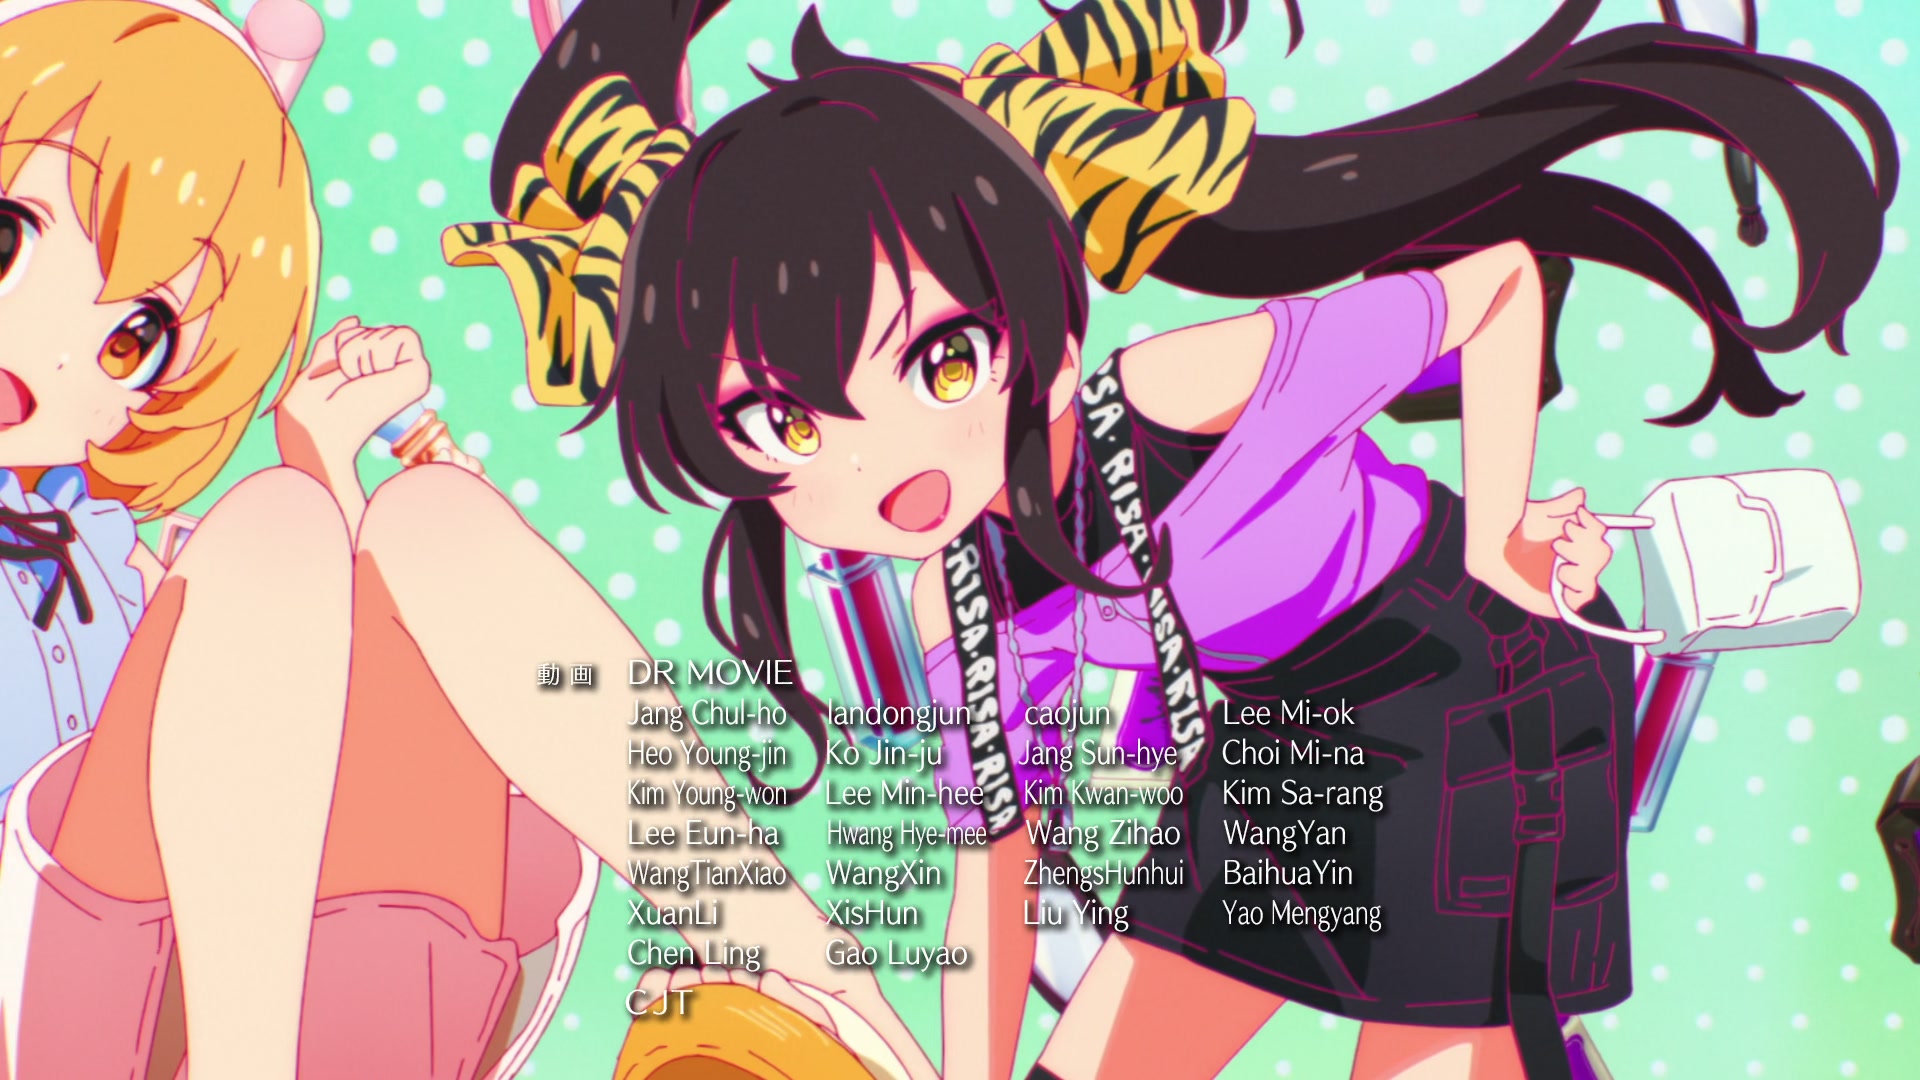 SA·RISA·RISA·RISA
·RISA·RISA·RISA
動画 DR MOVIE
Jang Chul-ho landongjun caojun Lee Mi-ok
Heo Young-jin Ko Jin-ju Jang Sun-hye Choi Mi-na
Kim Young-won Lee Min-hee Kim Kwan-woo Kim Sa-rang
Lee Eun-ha Hwang Hye-mee Wang Zihao WangYan
WangTianXiao WangXin ZhengsHunhui BaihuaYin
XuanLi XisHun Liu Ying Yao Mengyang
Chen Ling Gao Luyao
CJT